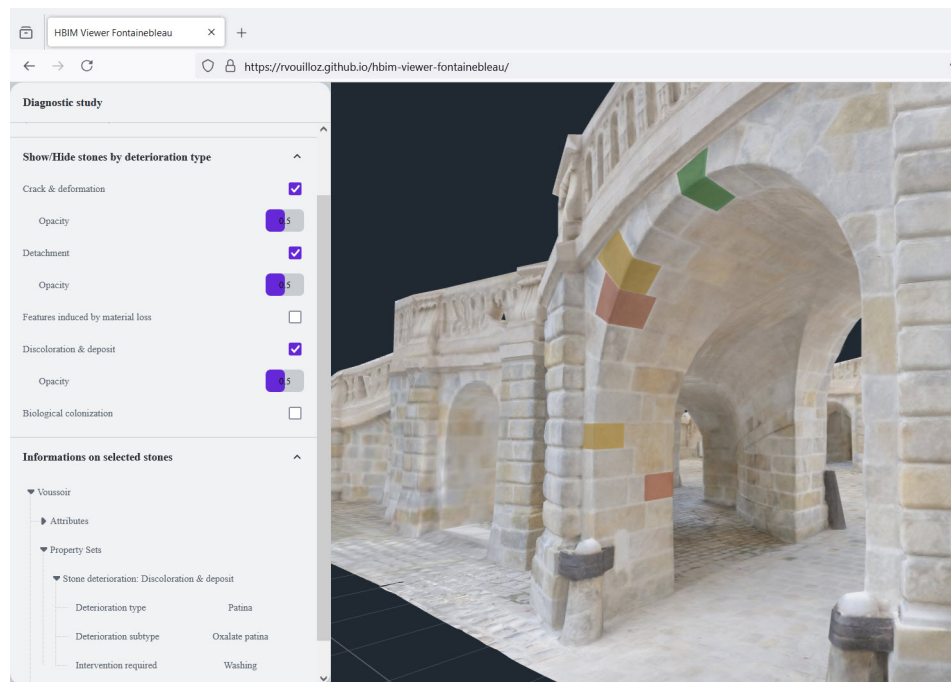 HBIM Viewer Fontainebleau
https://rvouilloz.github.io/hbim-viewer-fontainebleau/
Diagnostic study
Show/Hide stones by deterioration type
Crack & deformation
Opacity 0.5
Detachment
Opacity 0.5
Features induced by material loss
Discoloration & deposit
Opacity 0.5
Biological colonization
Informations on selected stones
Voussoir
Attributes
Property Sets
Stone deterioration: Discoloration & deposit
Deterioration type Patina
Deterioration subtype Oxalate patina
Intervention required Washing